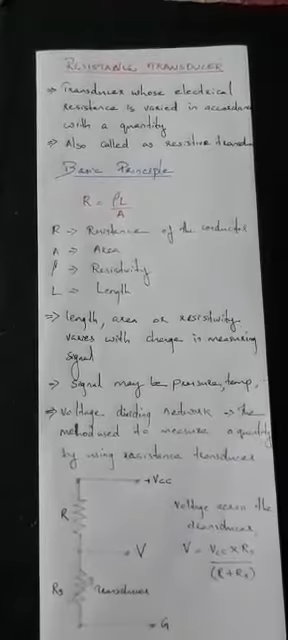 RESISTANCE TRANSDUCER
=> Transducer whose electrical
resistance is varied in accordan
with a quantity
=> Also called as resistive transdu
Basic Principle
R = ρL
A
R => Resistance of the conductor
A => Area
ρ => Resistivity
L => Length
=> length, area or resistivity
varies with change in measuring
signal
=> signal may be pressure, temp,
=> Voltage dividing network -> the
method used to measure a quantity
by using resistance transducer
+Vcc
R
V
Rs transducer
G
Voltage across the
transducer,
V = Vcc x Rs
(R+Rs)